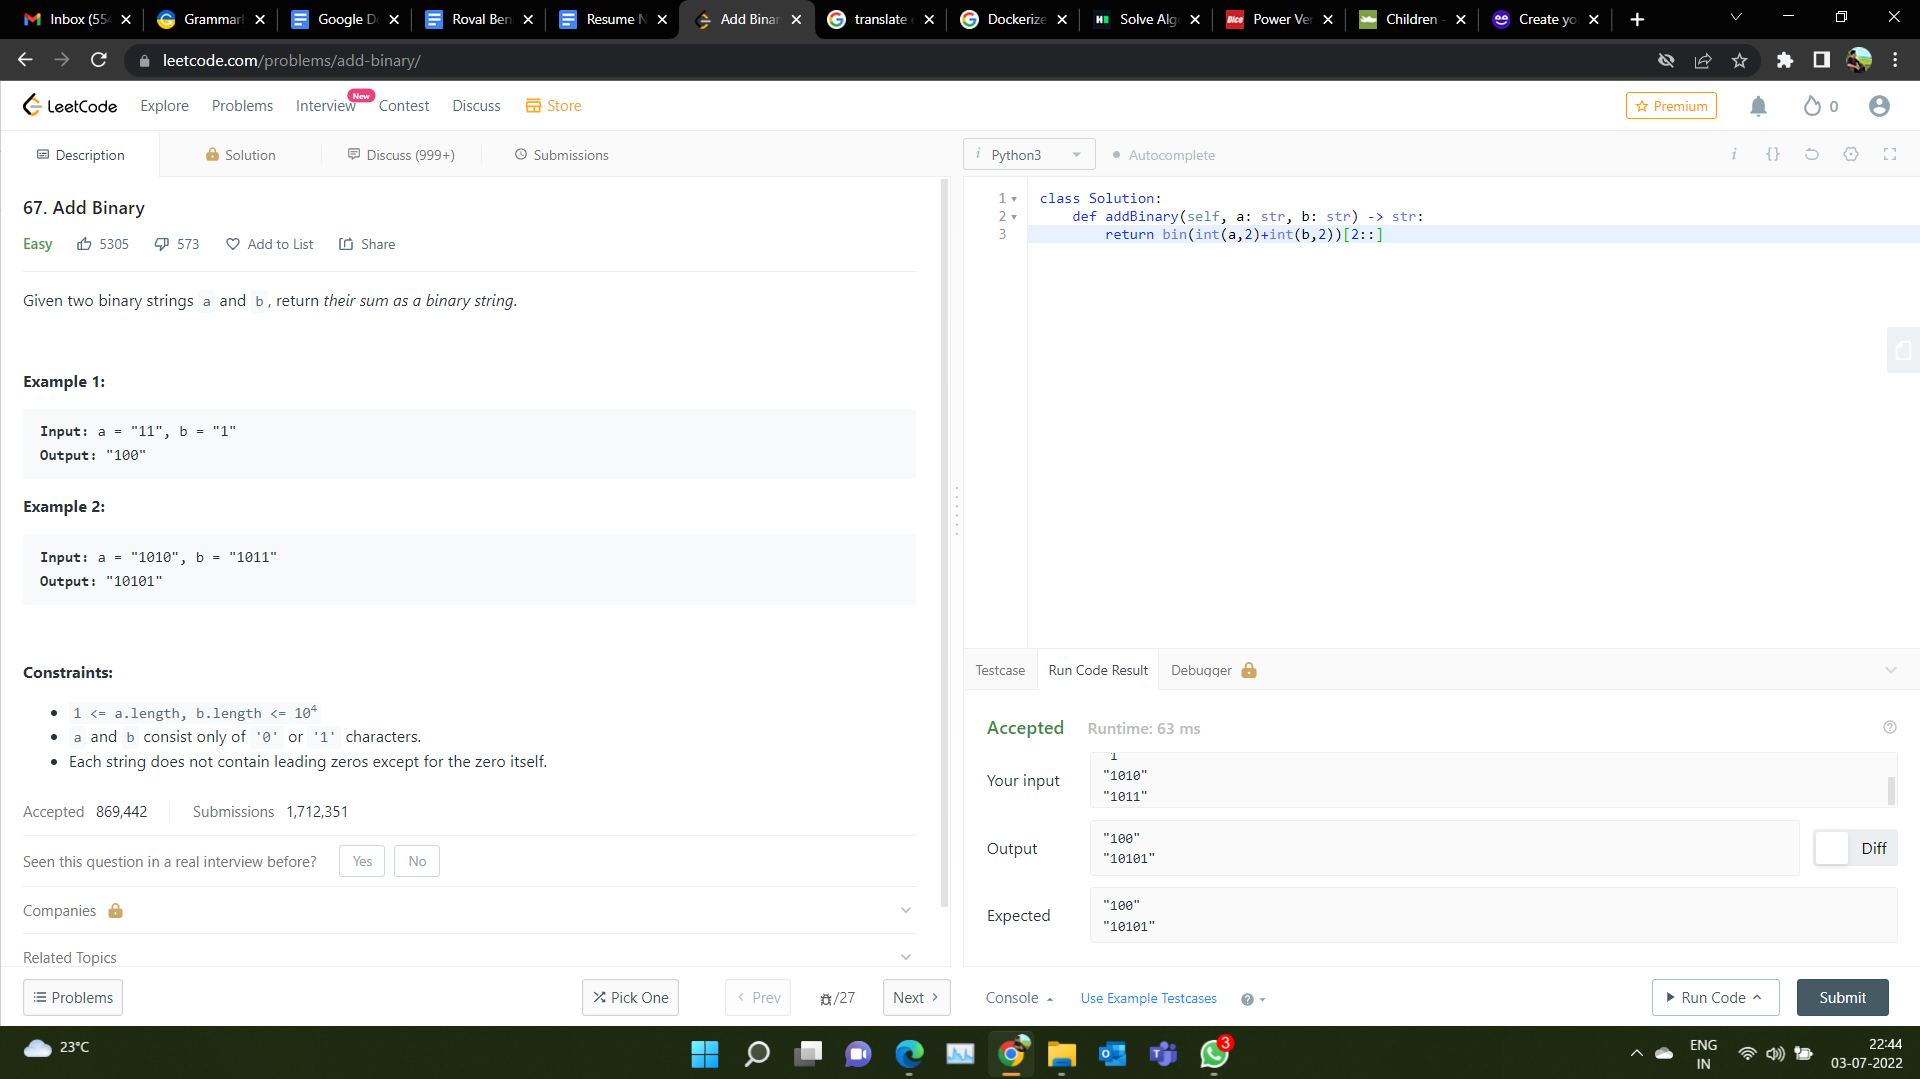 Inbox (554
Grammarl
Google Do
Roval Ben
Resume N
Add Binar
translate e
Dockerize
Solve Algo
Dice
Power Ver
Children -
Create yo
leetcode.com/problems/add-binary/
LeetCode
Explore
Problems
Interview
New
Contest
Discuss
Store
Premium
0
Description
Solution
Discuss (999+)
Submissions
i Python3
Autocomplete
i
{}
67. Add Binary
Easy
5305
573
Add to List
Share
Given two binary strings a and b, return their sum as a binary string.
Example 1:
Input: a = "11", b = "1"
Output: "100"
Example 2:
Input: a = "1010", b = "1011"
Output: "10101"
Constraints:
1 <= a.length, b.length <= 10⁴
a and b consist only of '0' or '1' characters.
Each string does not contain leading zeros except for the zero itself.
Accepted 869,442
Submissions 1,712,351
Seen this question in a real interview before?
Yes
No
Companies
Related Topics
Problems
Pick One
Prev
/27
Next
1 class Solution:
2 def addBinary(self, a: str, b: str) -> str:
3 return bin(int(a,2)+int(b,2))[2::]
Testcase
Run Code Result
Debugger
Accepted
Runtime: 63 ms
Your input
"1010"
"1011"
Output
"100"
"10101"
Diff
Expected
"100"
"10101"
Console
Use Example Testcases
Run Code
Submit
23°C
3
ENG
IN
22:44
03-07-2022